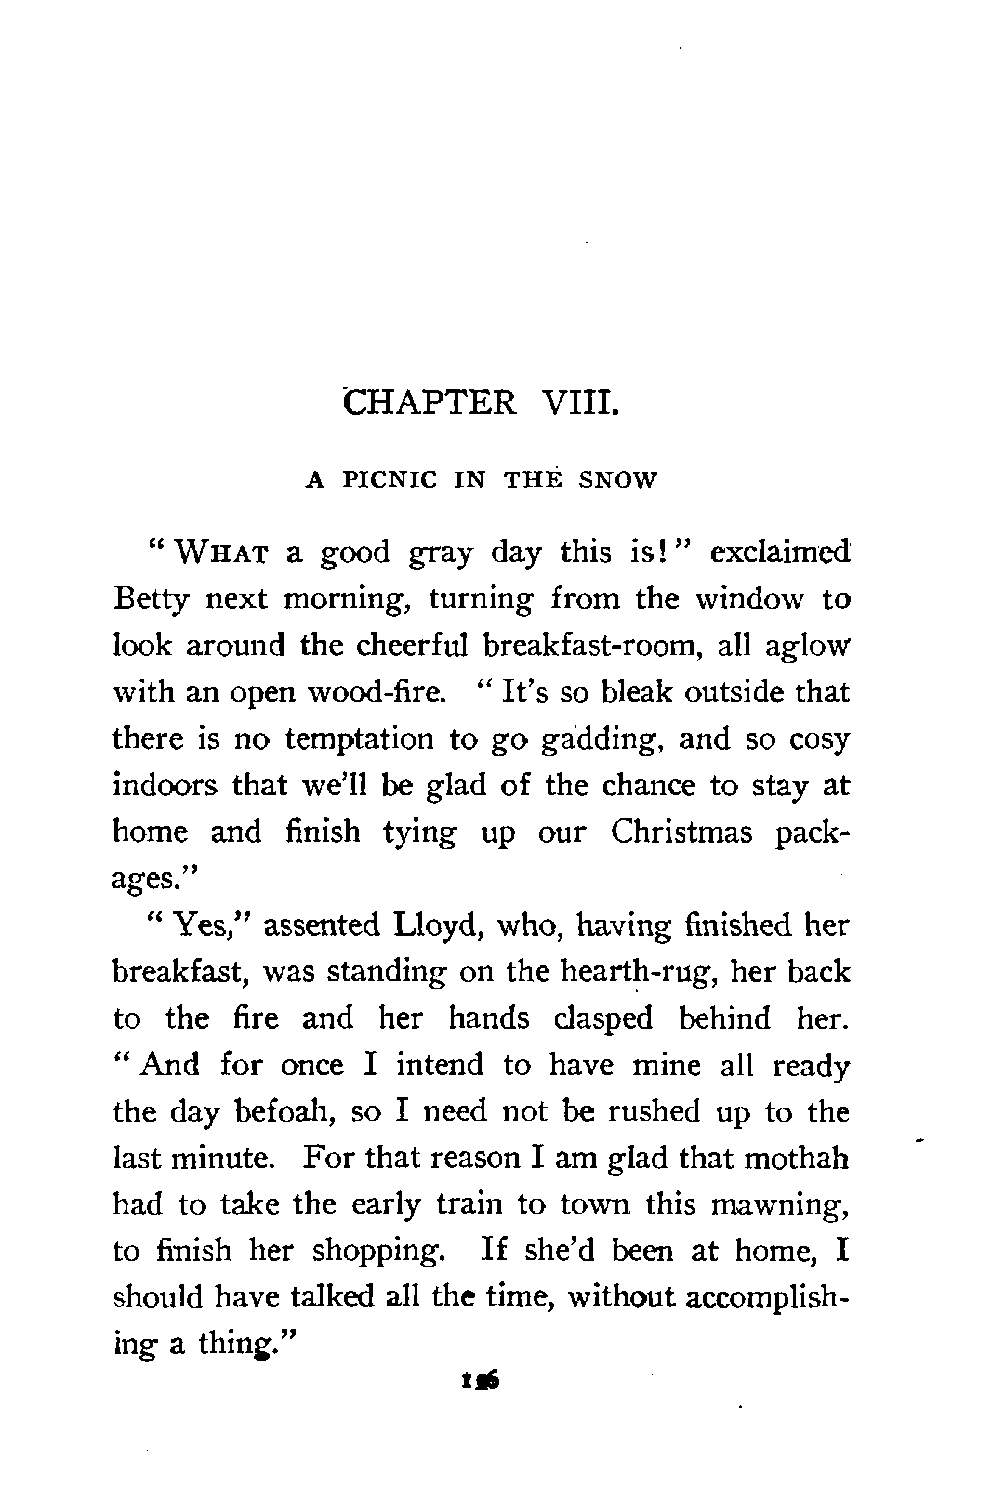 CHAPTER VIII.
A PICNIC IN THE SNOW
" WHAT a good gray day this is! " exclaimed
Betty next morning, turning from the window to
look around the cheerful breakfast-room, all aglow
with an open wood-fire. " It's so bleak outside that
there is no temptation to go gadding, and so cosy
indoors that we'll be glad of the chance to stay at
home and finish tying up our Christmas pack-
ages."
" Yes," assented Lloyd, who, having finished her
breakfast, was standing on the hearth-rug, her back
to the fire and her hands clasped behind her.
" And for once I intend to have mine all ready
the day befoah, so I need not be rushed up to the
last minute. For that reason I am glad that mothah
had to take the early train to town this mawning,
to finish her shopping. If she'd been at home, I
should have talked all the time, without accomplish-
ing a thing."